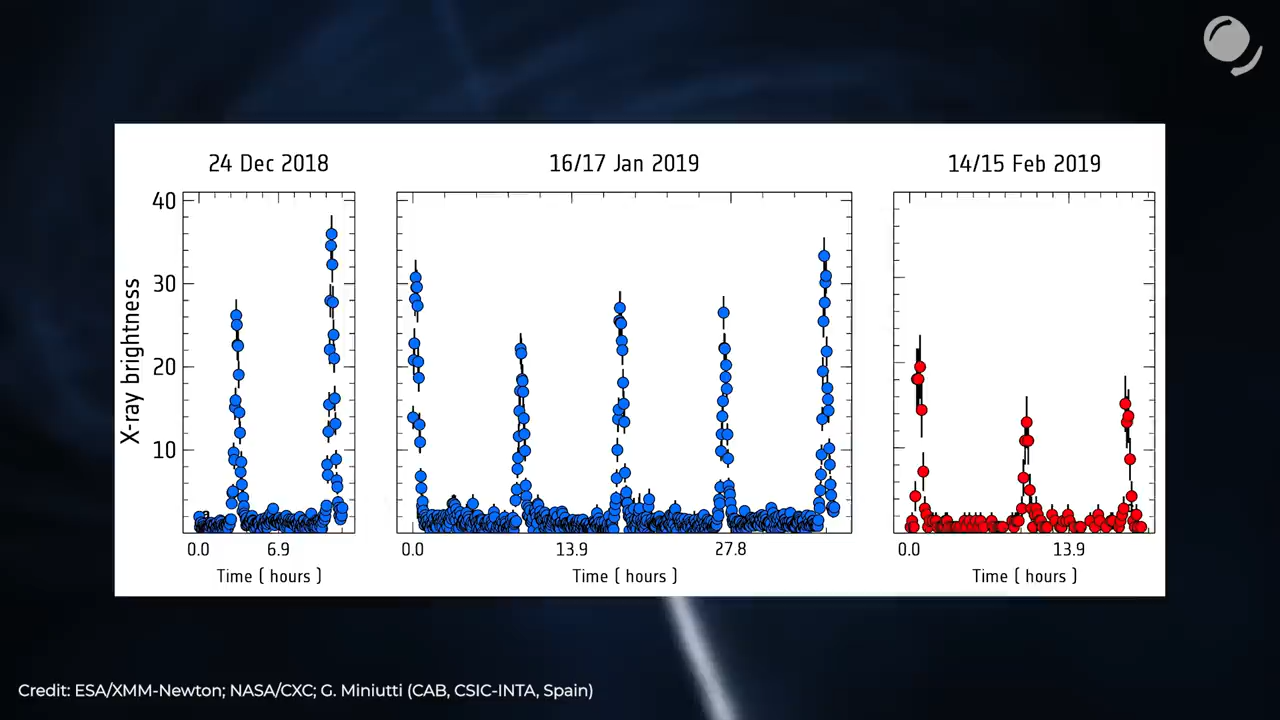 24 Dec 2018
16/17 Jan 2019
14/15 Feb 2019
X-ray brightness
40
30
20
10
0.0 6.9
0.0 13.9 27.8
0.0 13.9
Time ( hours )
Time ( hours )
Time ( hours )
Credit: ESA/XMM-Newton; NASA/CXC; G. Miniutti (CAB, CSIC-INTA, Spain)